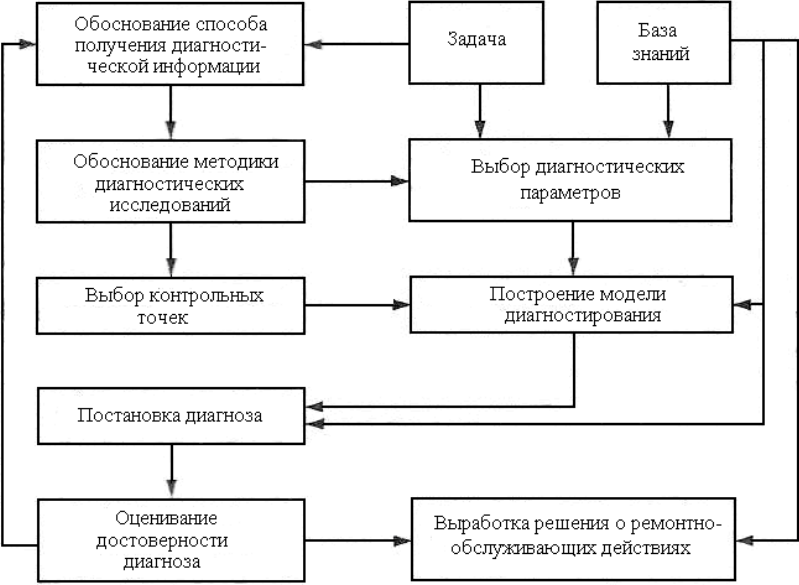 Обоснование способа
получения диагности-
ческой информации
Задача
База
знаний
Обоснование методики
диагностических
исследований
Выбор диагностических
параметров
Выбор контрольных
точек
Построение модели
диагностирования
Постановка диагноза
Оценивание
достоверности
диагноза
Выработка решения о ремонтно-
обслуживающих действиях